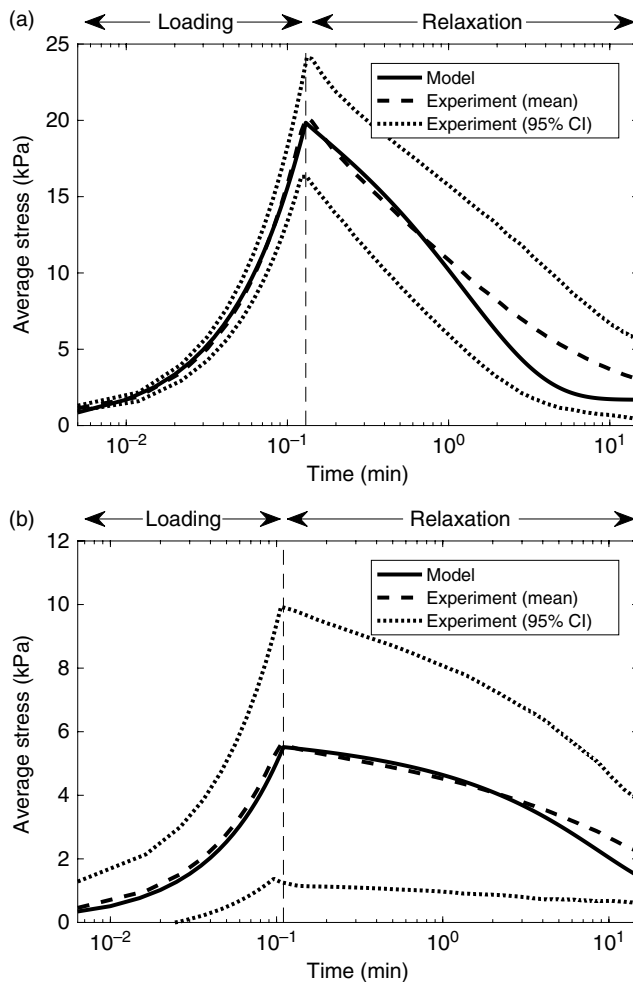 (a)
Loading
Relaxation
25
20
15
10
5
0
Average stress (kPa)
Model
Experiment (mean)
Experiment (95% CI)
10⁻²
10⁻¹
10⁰
10¹
Time (min)
(b)
Loading
Relaxation
12
10
8
6
4
2
0
Average stress (kPa)
Model
Experiment (mean)
Experiment (95% CI)
10⁻²
10⁻¹
10⁰
10¹
Time (min)